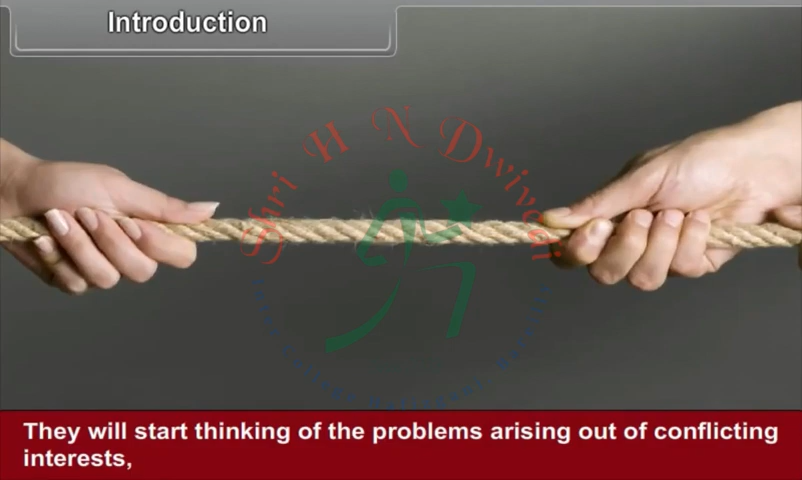 Introduction
Shri H N Dwivedi
They will start thinking of the problems arising out of conflicting
interests,